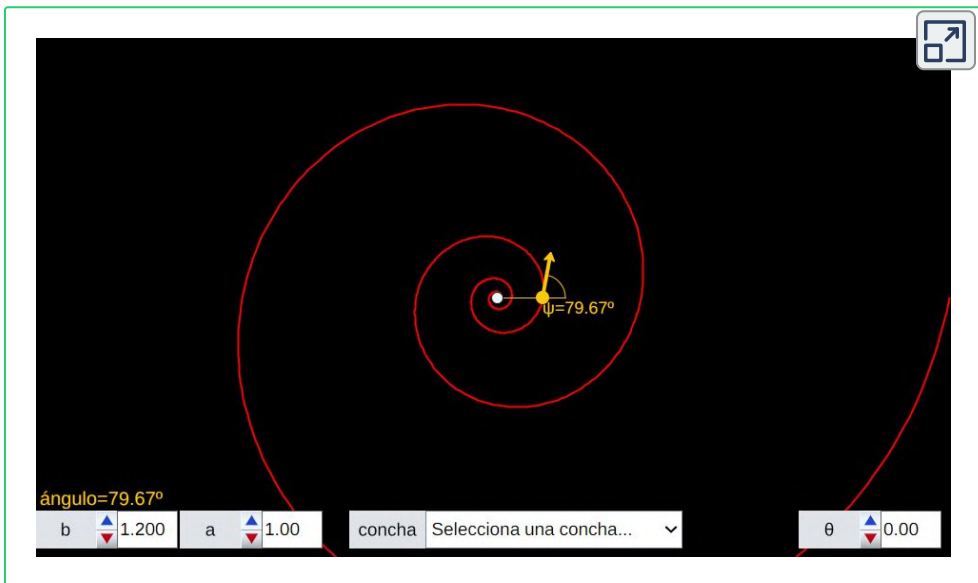 ψ=79.67º
ángulo=79.67º
b 1.200 a 1.00 concha Selecciona una concha... θ 0.00